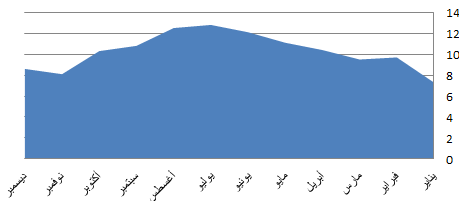 14
12
10
8
6
4
2
0
يناير
فبراير
مارس
أبريل
مايو
يونيو
يوليو
أغسطس
سبتمبر
أكتوبر
نوفمبر
ديسمبر